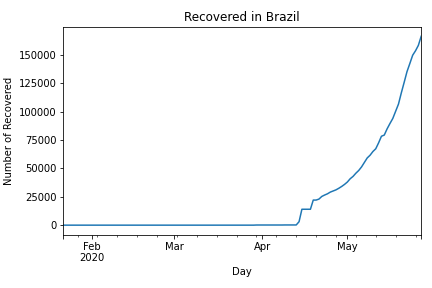 Recovered in Brazil
Number of Recovered
150000
125000
100000
75000
50000
25000
0
Feb
2020
Mar
Apr
May
Day